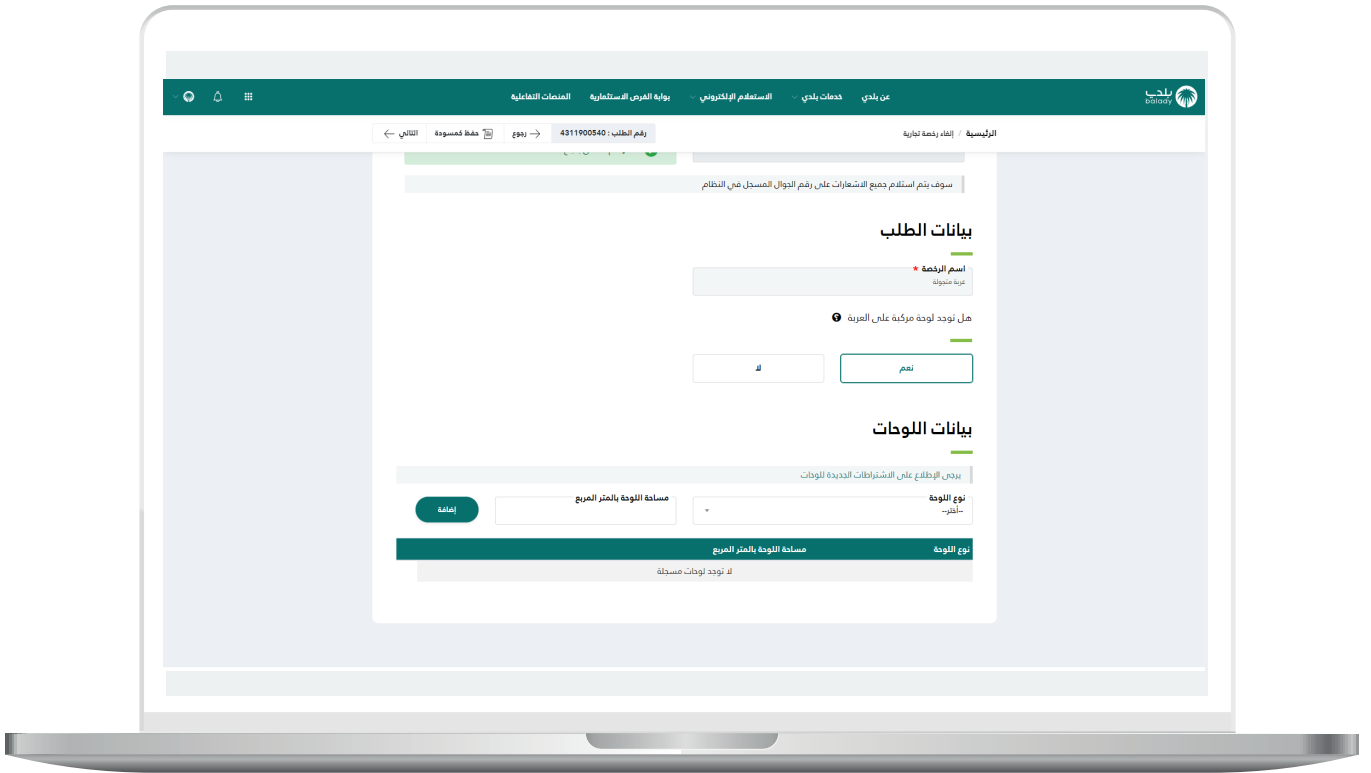 بلدي
balady
عن بلدي
خدمات بلدي
الاستعلام الإلكتروني
بوابة الفرص الاستثمارية
المنصات التفاعلية
الرئيسية / إلغاء رخصة تجارية
رقم الطلب : 4311900540
رجوع
حفظ كمسودة
التالي
سوف يتم استلام جميع الاشعارات على رقم الجوال المسجل في النظام
بيانات الطلب
اسم الرخصة *
عربة متجولة
هل توجد لوحة مركبة على العربة
نعم
لا
بيانات اللوحات
يرجى الإطلاع على الاشتراطات الجديدة للوحات
نوع اللوحة
--أختر--
مساحة اللوحة بالمتر المربع
إضافة
نوع اللوحة
مساحة اللوحة بالمتر المربع
لا توجد لوحات مسجلة